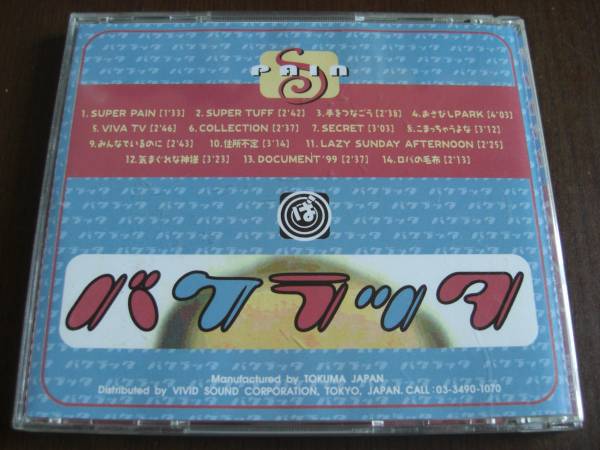 S
PAIN
1. SUPER PAIN [1'33] 2. SUPER TUFF [2'42] 3. 手をつなごう [2'38] 4. あさびしPARK [4'03]
5. VIVA TV [2'46] 6. COLLECTION [2'37] 7. SECRET [3'03] 8. こまっちゃうよな [3'12]
9. みんなでいるのに [2'43] 10. 住所不定 [3'14] 11. LAZY SUNDAY AFTERNOON [2'25]
12.気まぐれな神様 [3'23] 13. DOCUMENT '99 [2'37] 14. ロバの毛布 [2'13]
ば
バクラッタ
Manufactured by TOKUMA JAPAN
Distributed by VIVID SOUND CORPORATION, TOKYO, JAPAN. CALL : 03-3490-1070